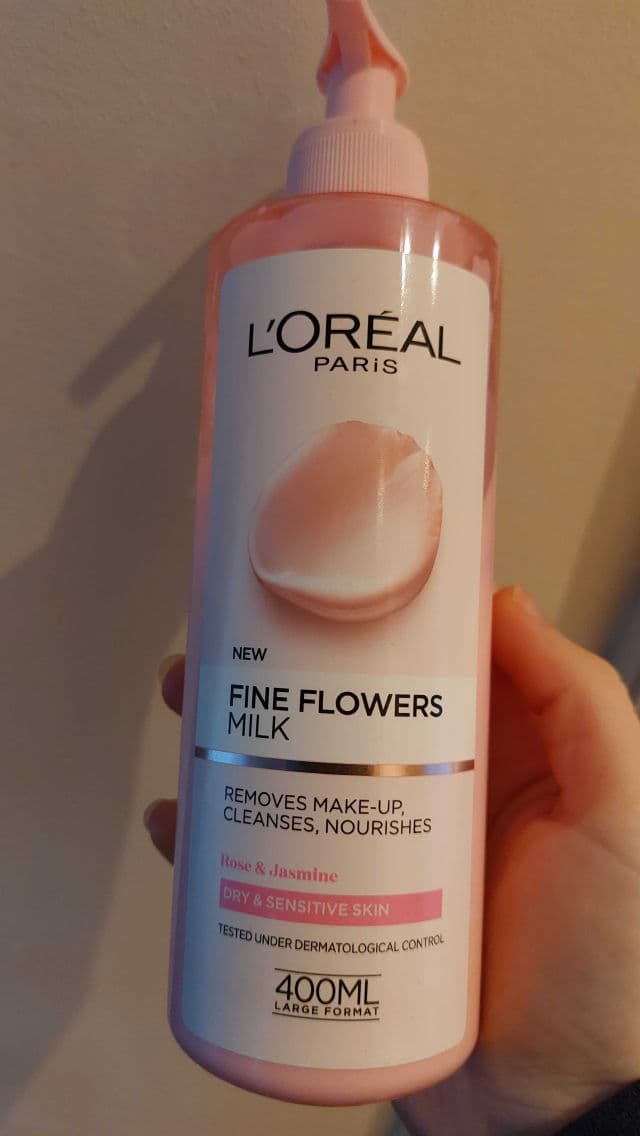 L'ORÉAL
PARiS
NEW
FINE FLOWERS
MILK
REMOVES MAKE-UP,
CLEANSES, NOURISHES
Rose & Jasmine
DRY & SENSITIVE SKIN
TESTED UNDER DERMATOLOGICAL CONTROL
400ML
LARGE FORMAT